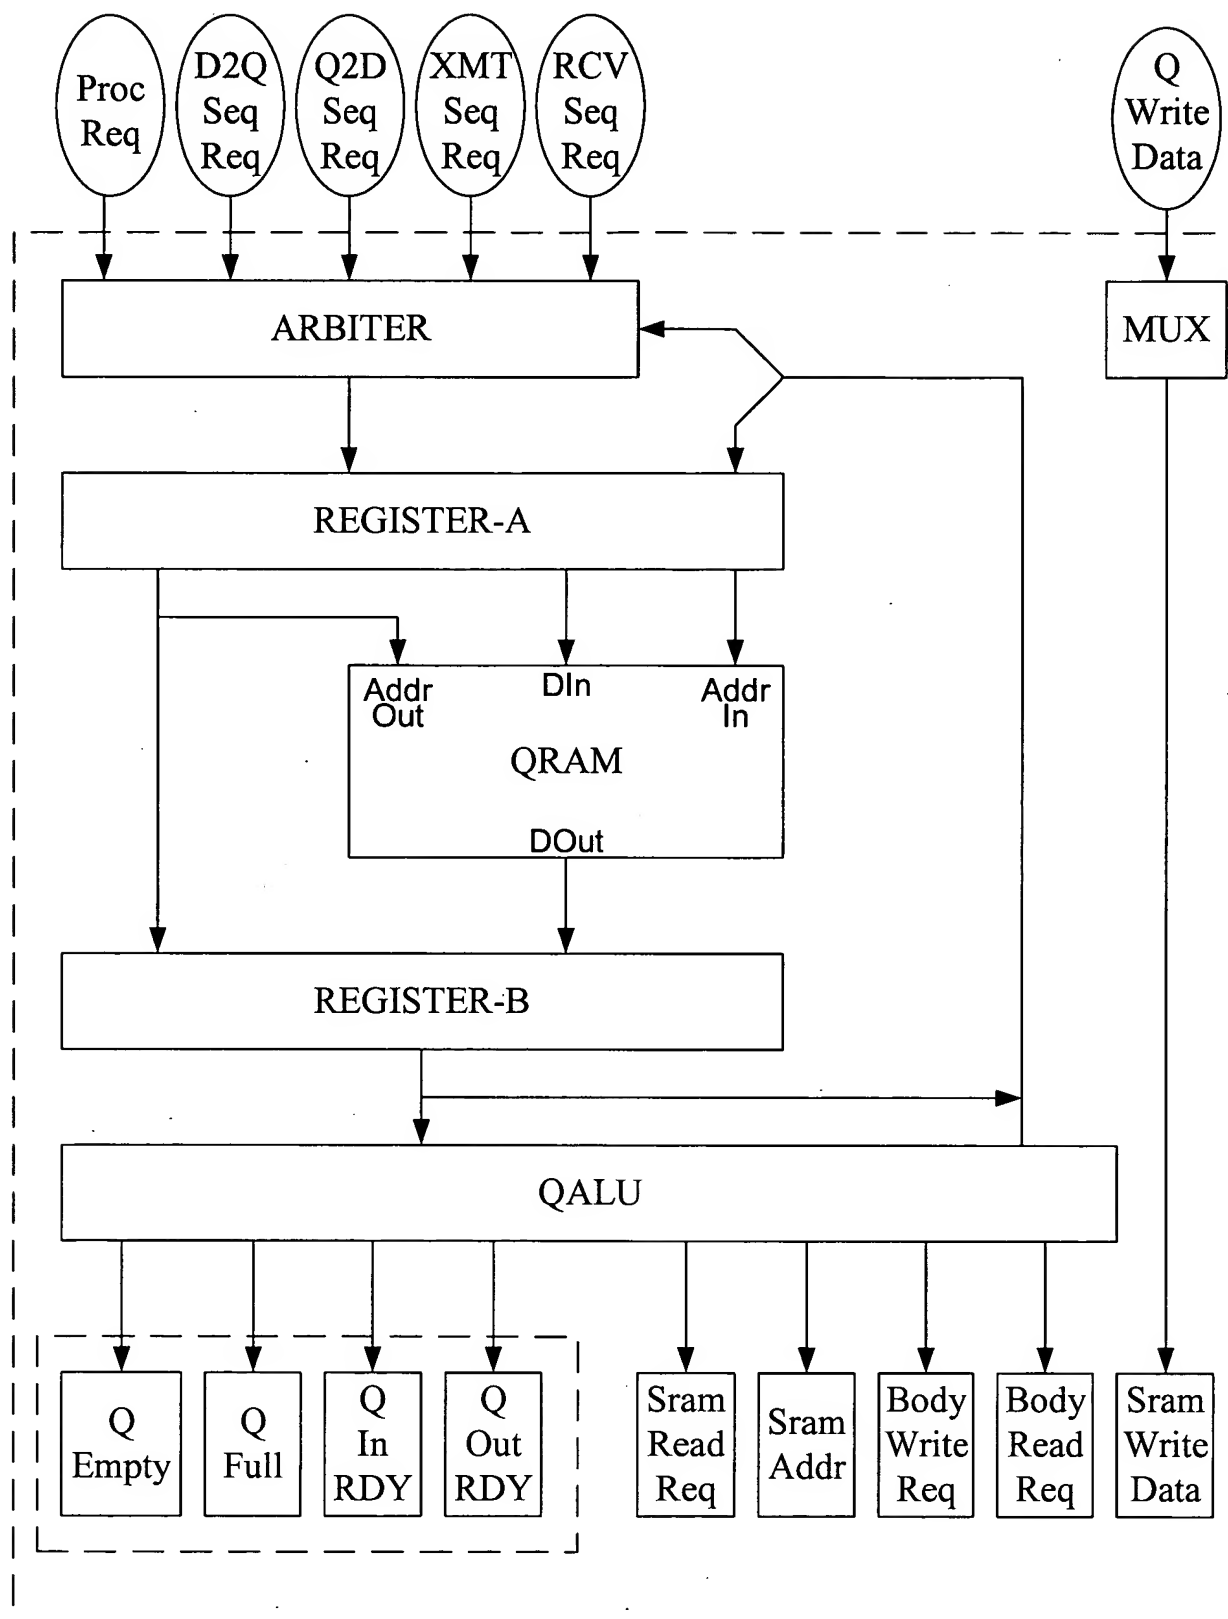 Proc
Req
D2Q
Seq
Req
Q2D
Seq
Req
XMT
Seq
Req
RCV
Seq
Req
Q
Write
Data
ARBITER
MUX
REGISTER-A
Addr
Out
DIn
Addr
In
QRAM
DOut
REGISTER-B
QALU
Q
Empty
Q
Full
Q
In
RDY
Q
Out
RDY
Sram
Read
Req
Sram
Addr
Body
Write
Req
Body
Read
Req
Sram
Write
Data